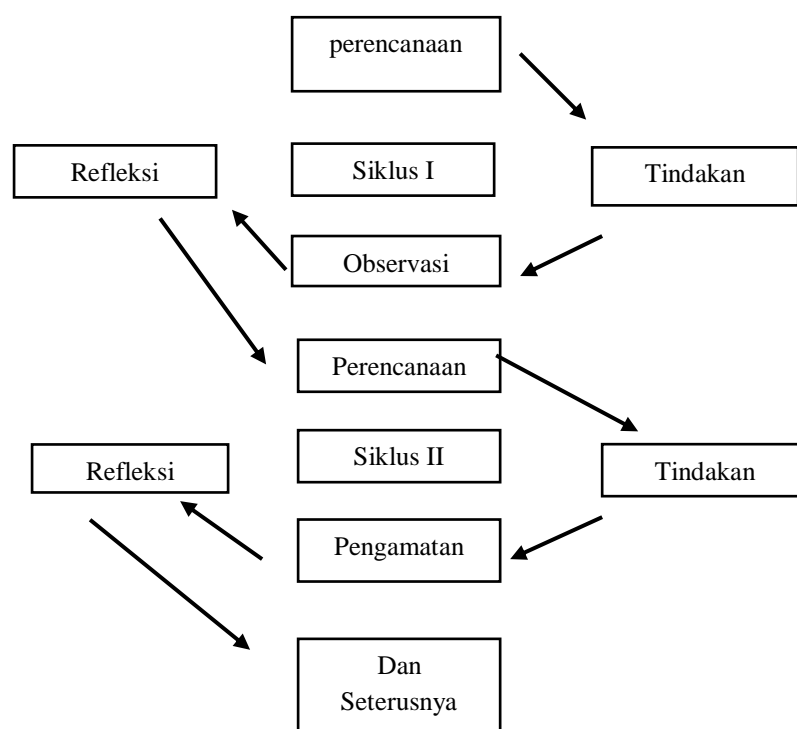 perencanaan
Refleksi
Siklus I
Tindakan
Observasi
Perencanaan
Refleksi
Siklus II
Tindakan
Pengamatan
Dan
Seterusnya